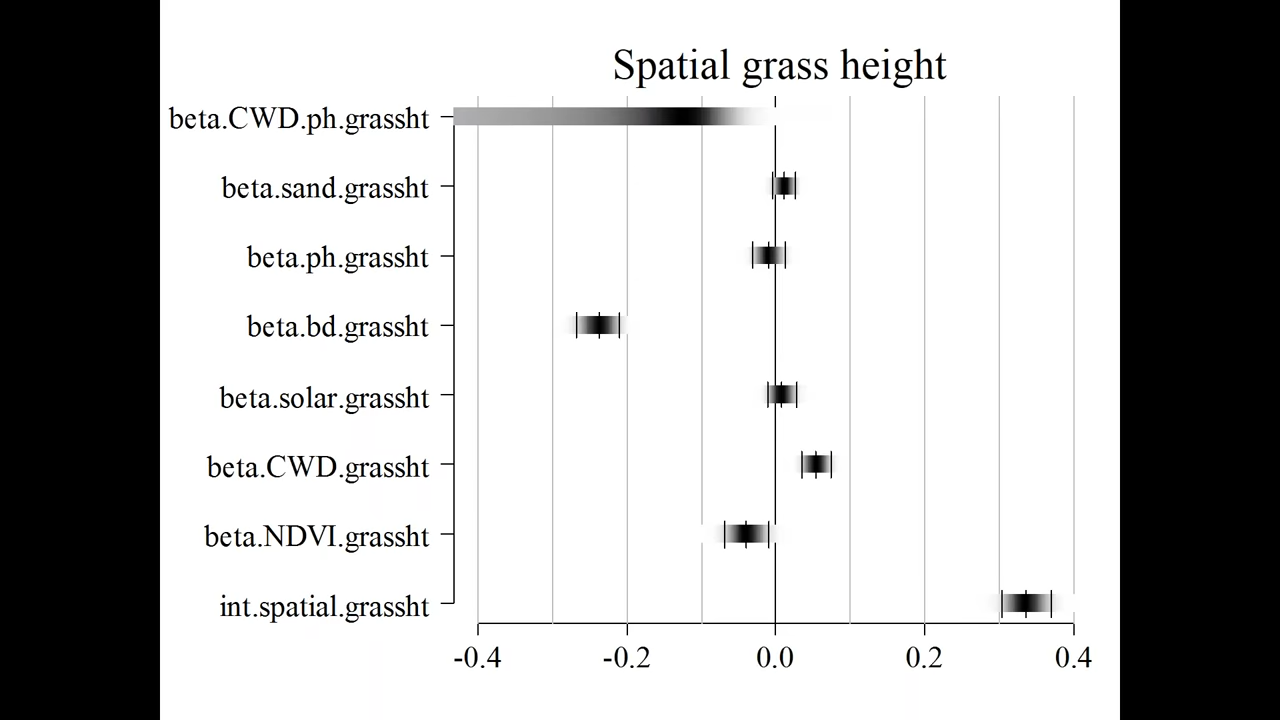 Spatial grass height
beta.CWD.ph.grassht
beta.sand.grassht
beta.ph.grassht
beta.bd.grassht
beta.solar.grassht
beta.CWD.grassht
beta.NDVI.grassht
int.spatial.grassht
-0.4 -0.2 0.0 0.2 0.4